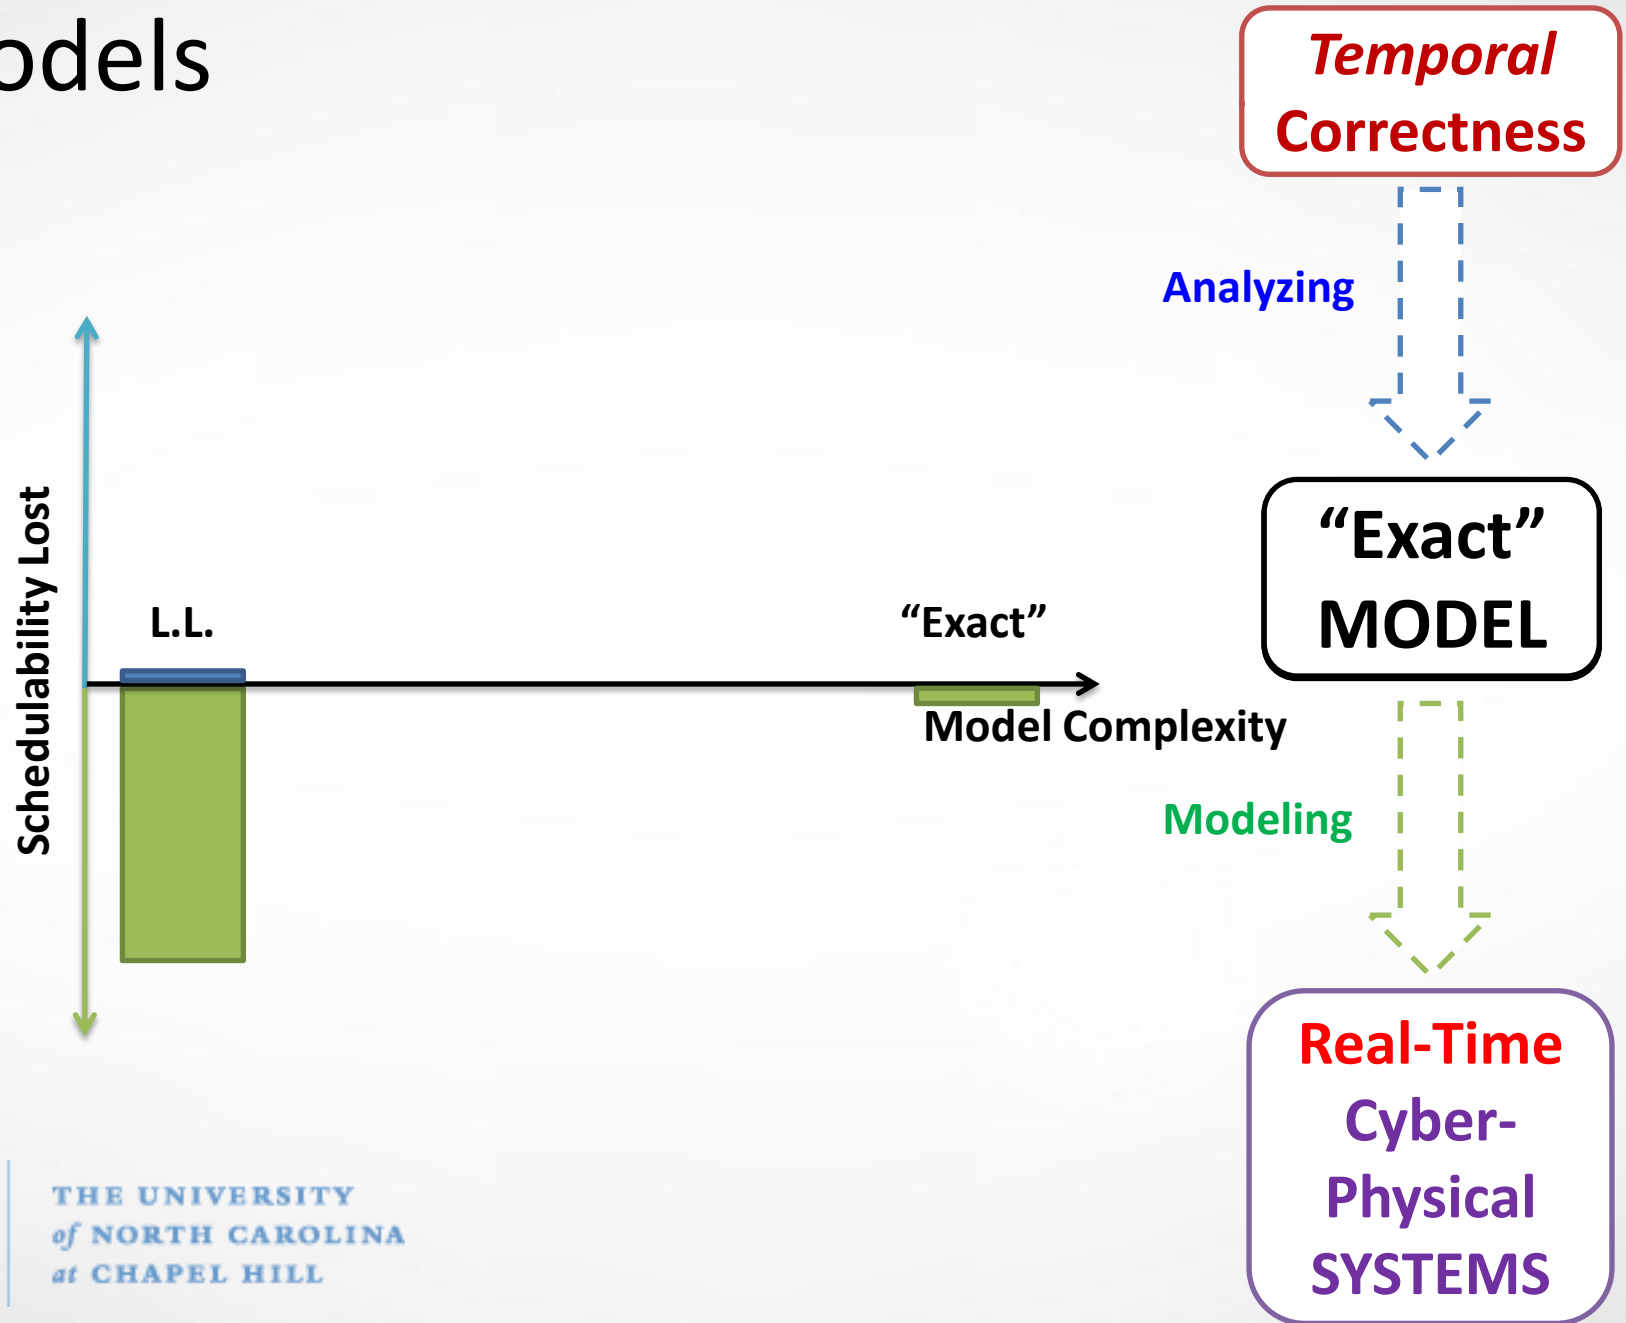 Temporal
Correctness
Analyzing
Schedulability Lost
L.L.
“Exact”
Model Complexity
“Exact”
MODEL
Modeling
Real-Time
Cyber-
Physical
SYSTEMS
THE UNIVERSITY
of NORTH CAROLINA
at CHAPEL HILL